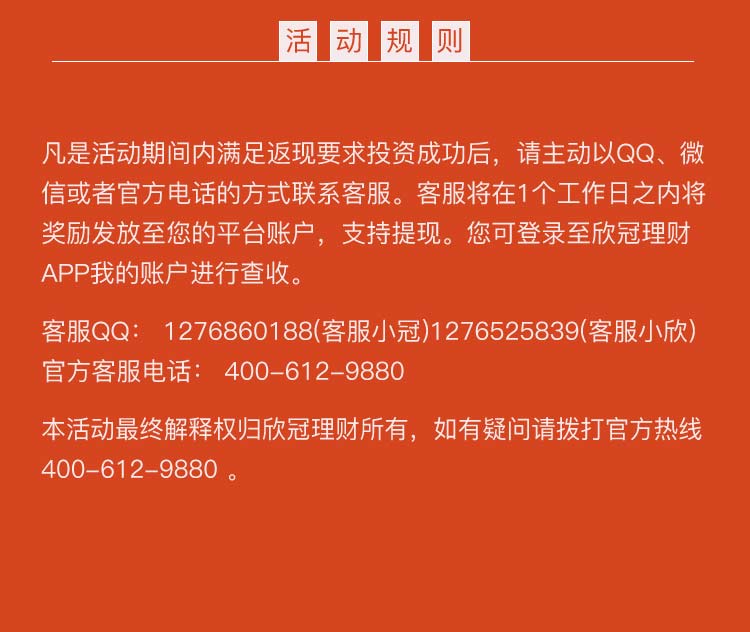 活动规则
凡是活动期间内满足返现要求投资成功后，请主动以QQ、微
信或者官方电话的方式联系客服。客服将在1个工作日之内将
奖励发放至您的平台账户，支持提现。您可登录至欣冠理财
APP我的账户进行查收。
客服QQ： 1276860188(客服小冠)1276525839(客服小欣)
官方客服电话： 400-612-9880
本活动最终解释权归欣冠理财所有，如有疑问请拨打官方热线
400-612-9880 。